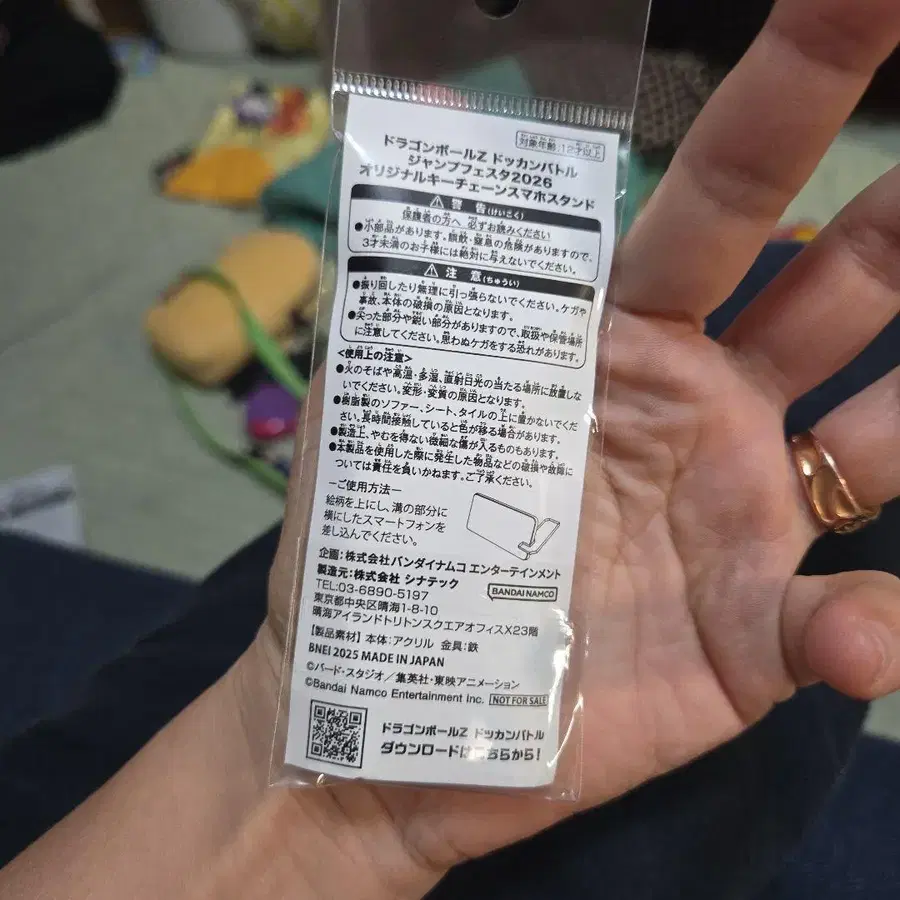 対象年齢:12才以上
ドラゴンボールZ ドッカンバトル
ジャンプフェスタ2026
オリジナルキーチェーンスマホスタンド
⚠警告(けいこく)
保護者の方へ 必ずお読みください
●小部品があります。誤飲・窒息の危険がありますので、
3才未満のお子様には絶対に与えないでください。
⚠注意(ちゅうい)
●振り回したり無理に引っ張らないでください。ケガや
事故、本体の破損の原因となります。
●尖った部分や鋭い部分がありますので、取扱や保管場所
に注意してください。思わぬケガをする恐れがあります。
<使用上の注意>
●火のそばや高温・多湿、直射日光の当たる場所に放置しな
いでください。変形・変質の原因となります。
●樹脂製のソファー、シート、タイルの上に置かないでくだ
さい。長時間接触していると色が移る場合があります。
●製造上、やむを得ない微細な傷が入るものもあります。
●本製品を使用した際に発生した物品などの破損や故障に
ついては責任を負いかねます。ご了承ください。
―ご使用方法―
絵柄を上にし、溝の部分に
横にしたスマートフォンを
差し込んでください。
企画:株式会社バンダイナムコ エンターテインメント
製造元:株式会社 シナテック
BANDAI NAMCO
TEL:03-6890-5197
東京都中央区晴海1-8-10
晴海アイランドトリトンスクエアオフィスX23階
【製品素材】本体:アクリル 金具:鉄
BNEI 2025 MADE IN JAPAN
©バード・スタジオ/集英社・東映アニメーション
©Bandai Namco Entertainment Inc. NOT FOR SALE
ドラゴンボールZ ドッカンバトル
ダウンロードはこちらから!